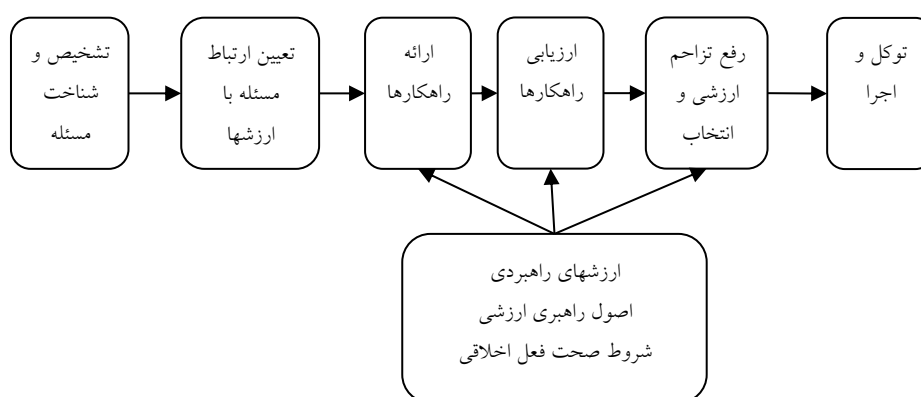 تشخیص و
شناخت
مسئله
تعیین ارتباط
مسئله با
ارزشها
ارائه
راهکارها
ارزیابی
راهکارها
رفع تزاحم
ارزشی و
انتخاب
توکل و
اجرا
ارزشهای راهبردی
اصول راهبری ارزشی
شروط صحت فعل اخلاقی